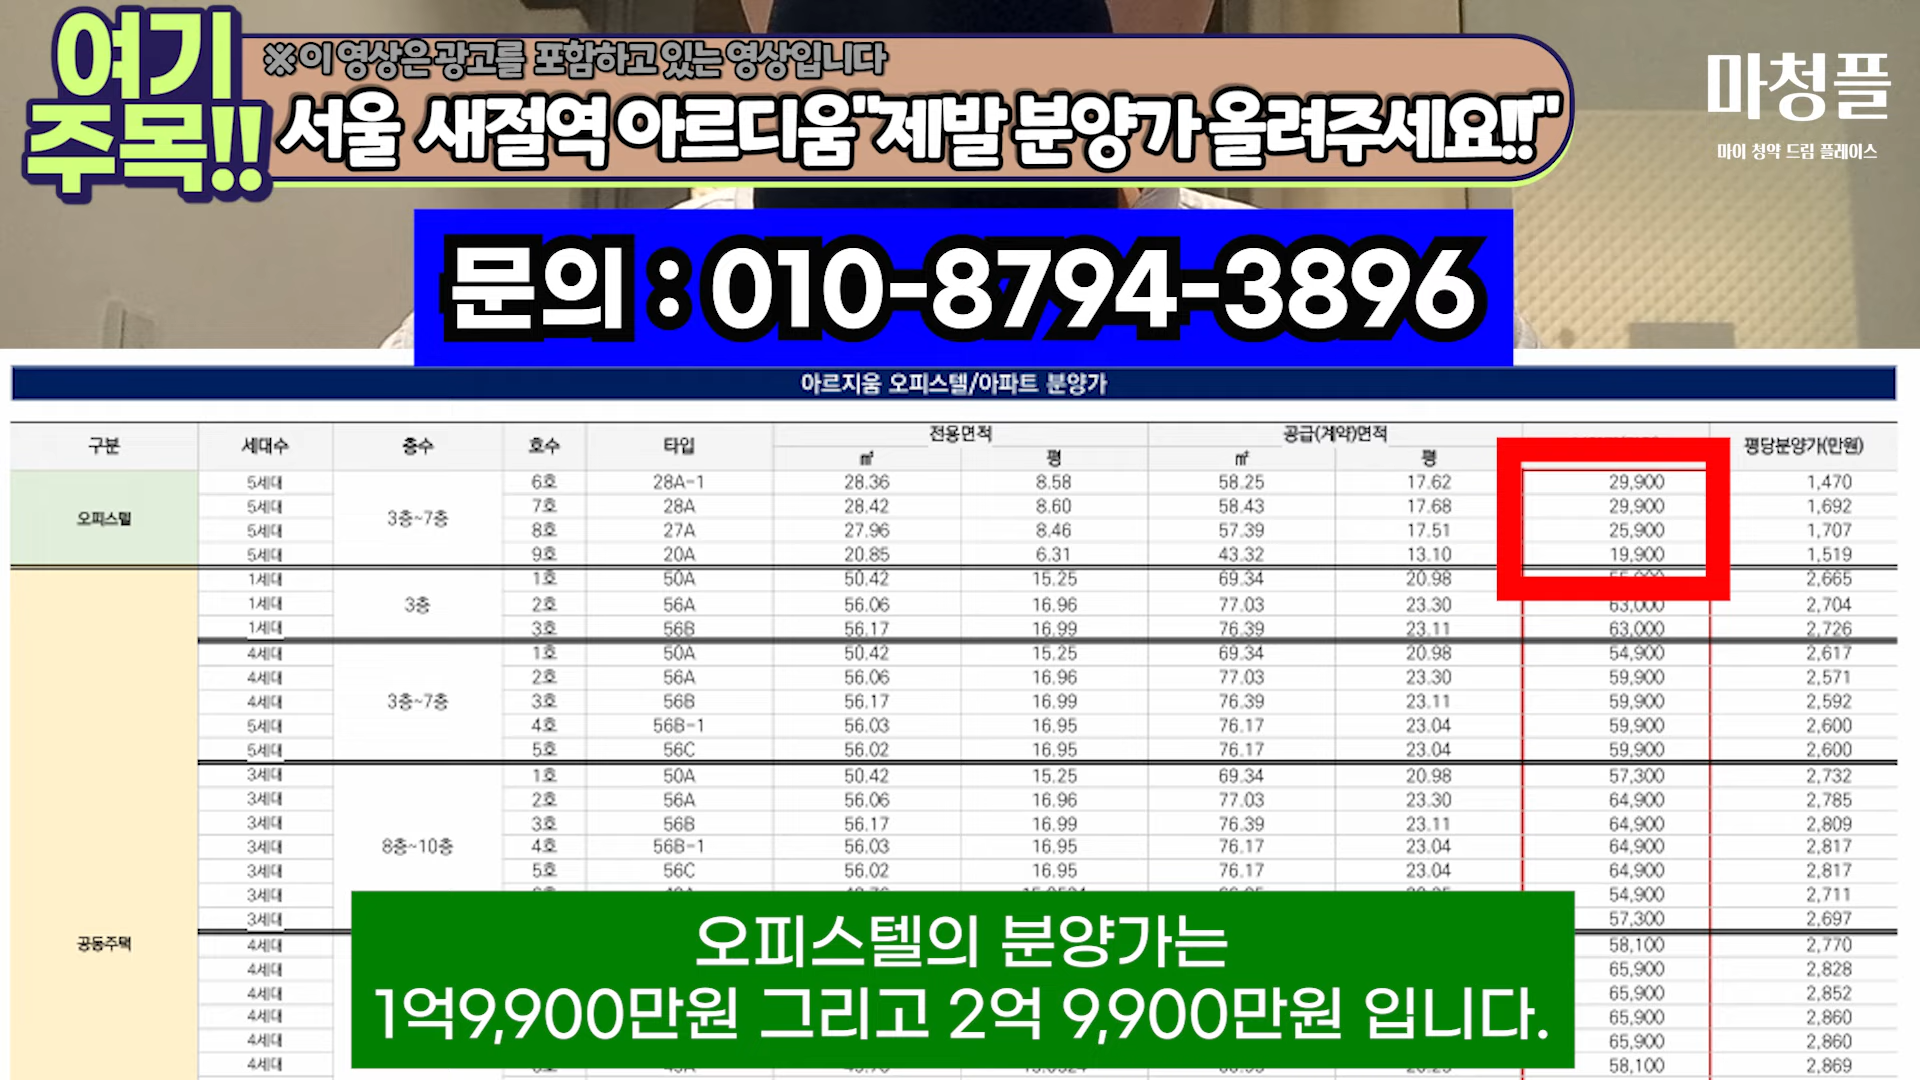 여기
주목!!
※이 영상은 광고를 포함하고 있는 영상입니다
서울 새절역 아르디움"제발 분양가 올려주세요!!"
마청플
마이 청약 드림 플레이스
문의 : 010-8794-3896
아르지움 오피스텔/아파트 분양가
구분 세대수 층수 호수 타입 전용면적 공급(계약)면적 평당분양가(만원)
㎡ 평 ㎡ 평
오피스텔 3층~7층
5세대 6호 28A-1 28.36 8.58 58.25 17.62 29,900 1,470
5세대 7호 28A 28.42 8.60 58.43 17.68 29,900 1,692
5세대 8호 27A 27.96 8.46 57.39 17.51 25,900 1,707
5세대 9호 20A 20.85 6.31 43.32 13.10 19,900 1,519
공동주택
3층
1세대 1호 50A 50.42 15.25 69.34 20.98 2,665
1세대 2호 56A 56.06 16.96 77.03 23.30 63,000 2,704
1세대 3호 56B 56.17 16.99 76.39 23.11 63,000 2,726
3층~7층
4세대 1호 50A 50.42 15.25 69.34 20.98 54,900 2,617
4세대 2호 56A 56.06 16.96 77.03 23.30 59,900 2,571
4세대 3호 56B 56.17 16.99 76.39 23.11 59,900 2,592
5세대 4호 56B-1 56.03 16.95 76.17 23.04 59,900 2,600
5세대 5호 56C 56.02 16.95 76.17 23.04 59,900 2,600
8층~10층
3세대 1호 50A 50.42 15.25 69.34 20.98 57,300 2,732
3세대 2호 56A 56.06 16.96 77.03 23.30 64,900 2,785
3세대 3호 56B 56.17 16.99 76.39 23.11 64,900 2,809
3세대 4호 56B-1 56.03 16.95 76.17 23.04 64,900 2,817
3세대 5호 56C 56.02 16.95 76.17 23.04 64,900 2,817
3세대 54,900 2,711
3세대 57,300 2,697
4세대 58,100 2,770
4세대 65,900 2,828
4세대 65,900 2,852
4세대 65,900 2,860
4세대 65,900 2,860
4세대 58,100 2,869
오피스텔의 분양가는
1억9,900만원 그리고 2억 9,900만원 입니다.